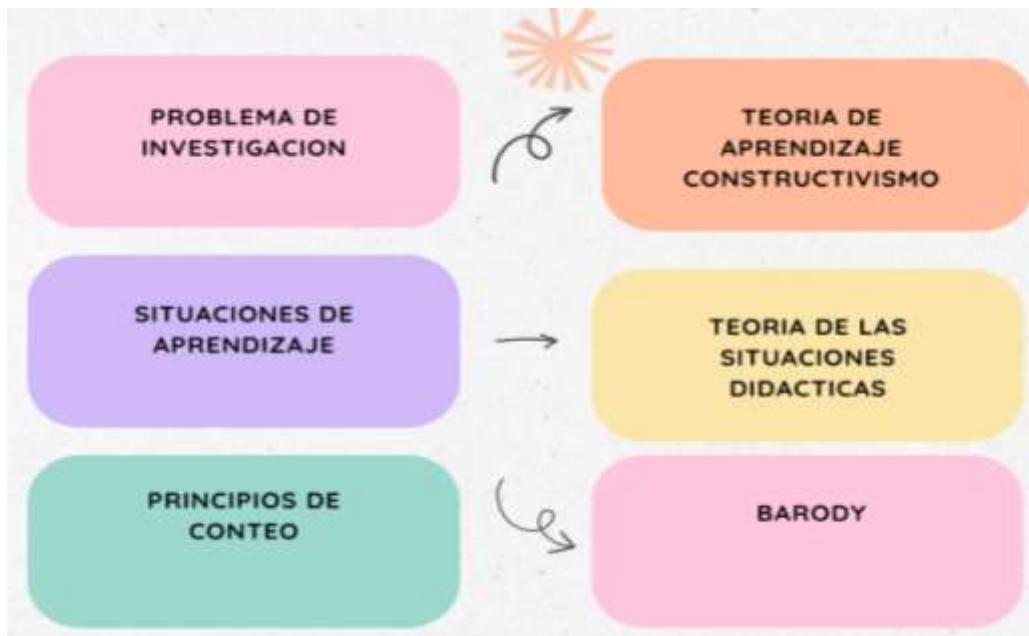 PROBLEMA DE
INVESTIGACION
TEORIA DE
APRENDIZAJE
CONSTRUCTIVISMO
SITUACIONES DE
APRENDIZAJE
TEORIA DE LAS
SITUACIONES
DIDACTICAS
PRINCIPIOS DE
CONTEO
BARODY